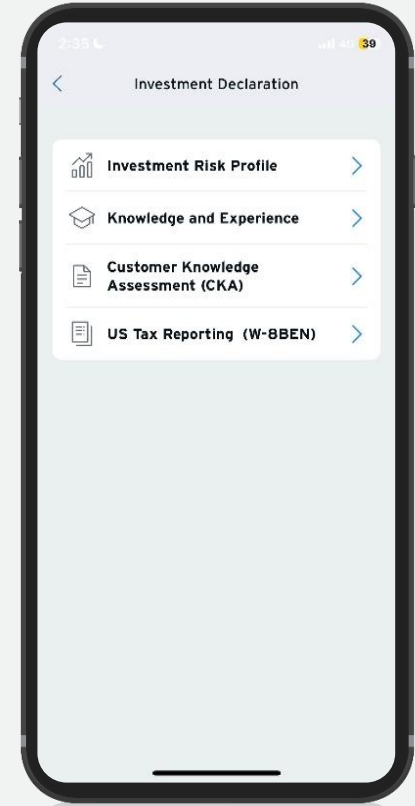 2:35
4G 39
Investment Declaration
Investment Risk Profile
Knowledge and Experience
Customer Knowledge
Assessment (CKA)
US Tax Reporting (W-8BEN)